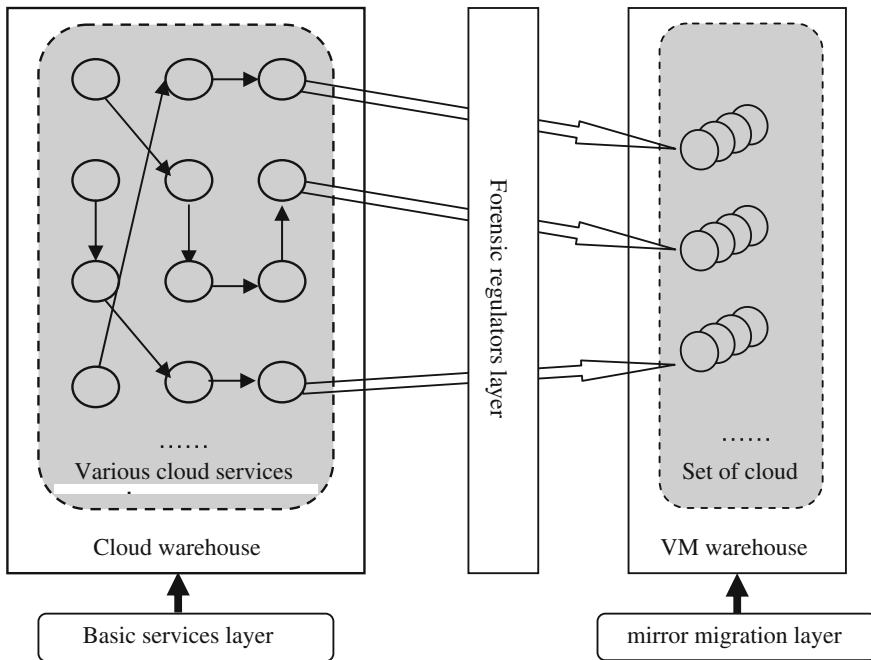 ……
Various cloud services
Cloud warehouse
Basic services layer
Forensic regulators layer
……
Set of cloud
VM warehouse
mirror migration layer